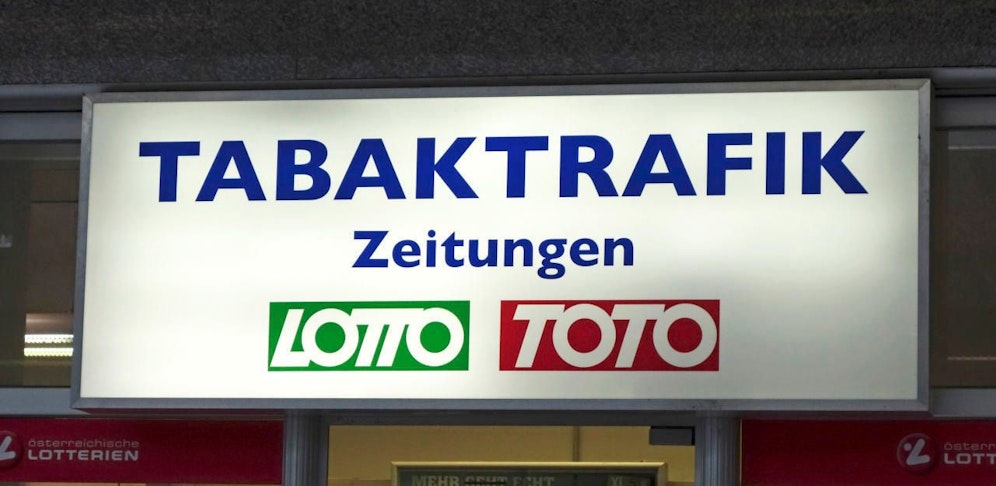 TABAKTRAFIK
Zeitungen
LOTTO TOTO
österreichische
LOTTERIEN